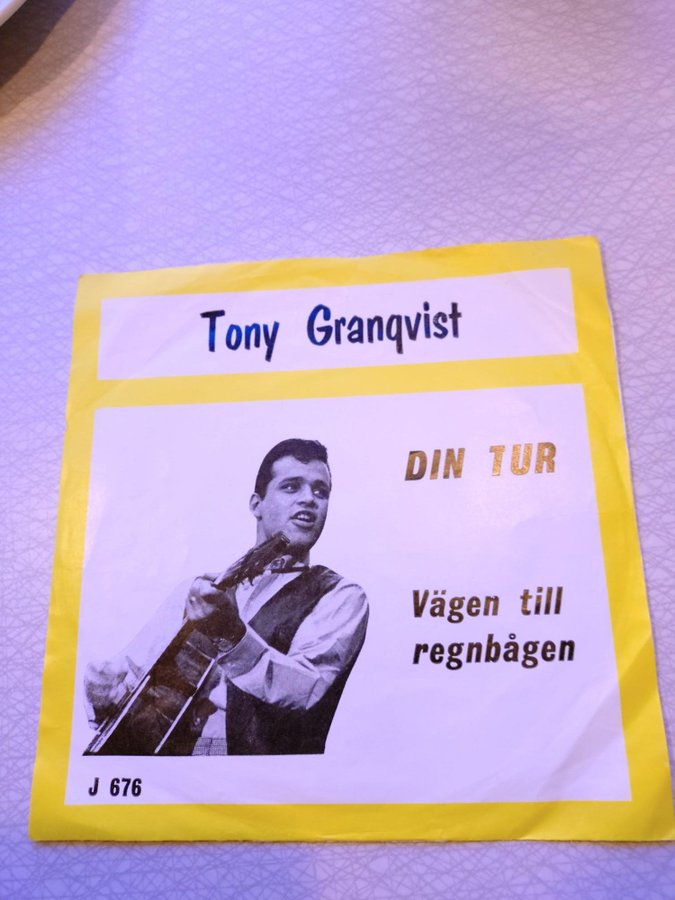 Tony Granqvist
DIN TUR
Vägen till
regnbågen
J 676